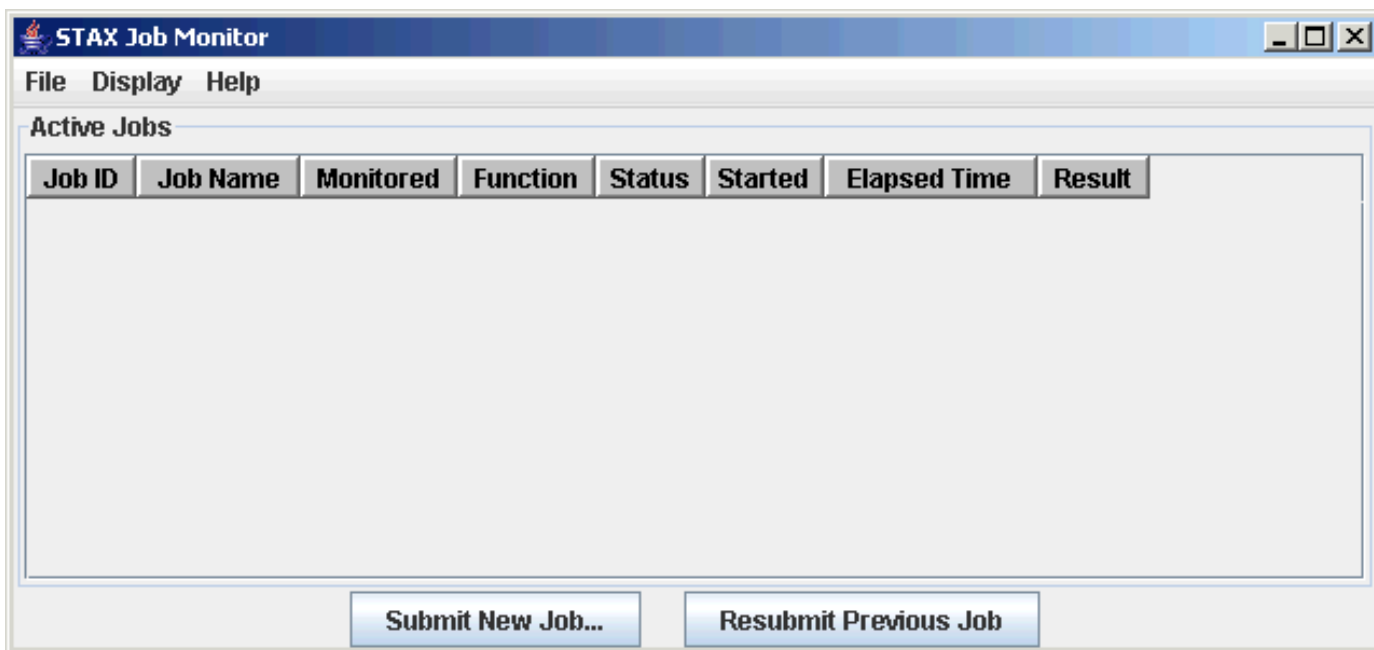 STAX Job Monitor
File Display Help
Active Jobs
Job ID Job Name Monitored Function Status Started Elapsed Time Result
Submit New Job... Resubmit Previous Job